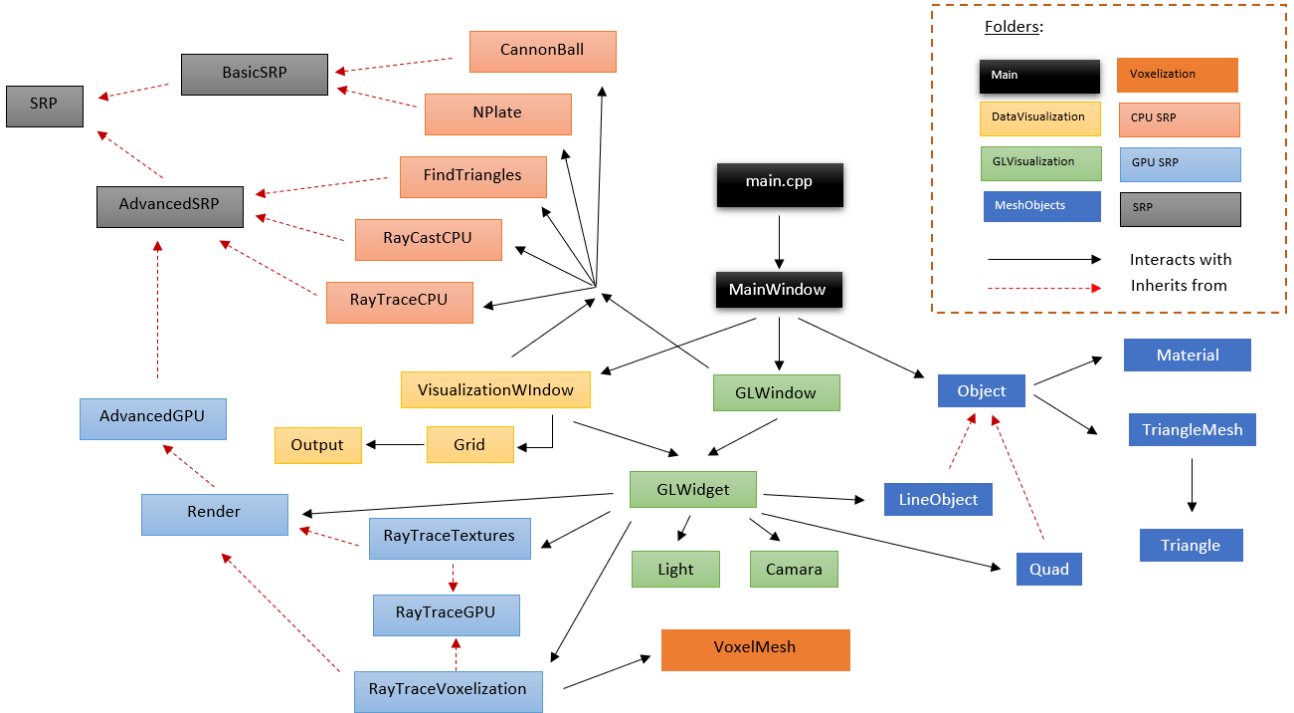 Folders:
Main
Voxelization
DataVisualization
CPU SRP
GLVisualization
GPU SRP
MeshObjects
SRP
Interacts with
Inherits from
CannonBall
BasicSRP
SRP
NPlate
FindTriangles
AdvancedSRP
RayCastCPU
RayTraceCPU
main.cpp
MainWindow
Material
VisualizationWIndow
GLWindow
Object
AdvancedGPU
Output
Grid
TriangleMesh
GLWidget
LineObject
Render
RayTraceTextures
Triangle
Light
Camara
Quad
RayTraceGPU
VoxelMesh
RayTraceVoxelization